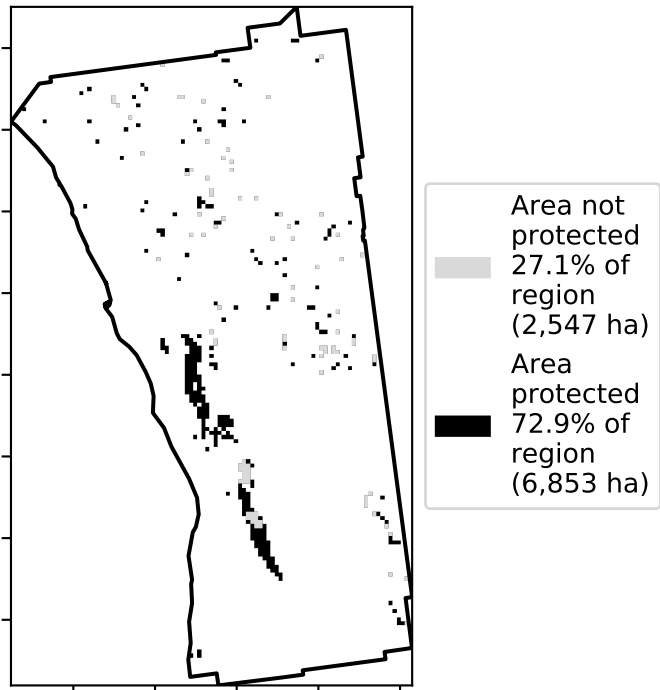 Area not
protected
27.1% of
region
(2,547 ha)
Area
protected
72.9% of
region
(6,853 ha)